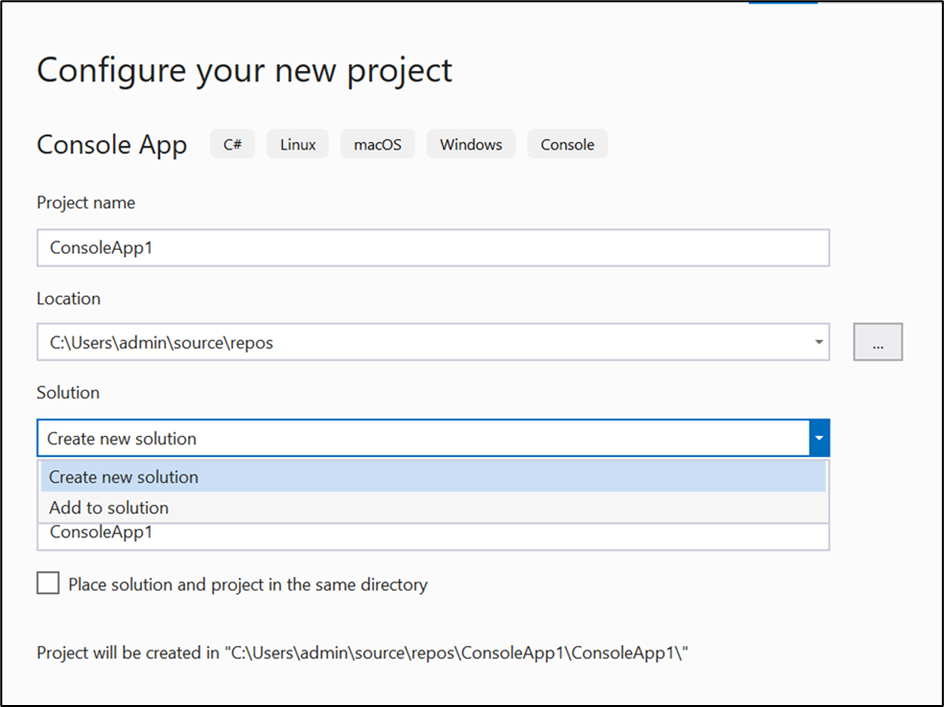 Configure your new project
Console App C# Linux macOS Windows Console
Project name
ConsoleApp1
Location
C:\Users\admin\source\repos
...
Solution
Create new solution
Create new solution
Add to solution
ConsoleApp1
Place solution and project in the same directory
Project will be created in "C:\Users\admin\source\repos\ConsoleApp1\ConsoleApp1\"